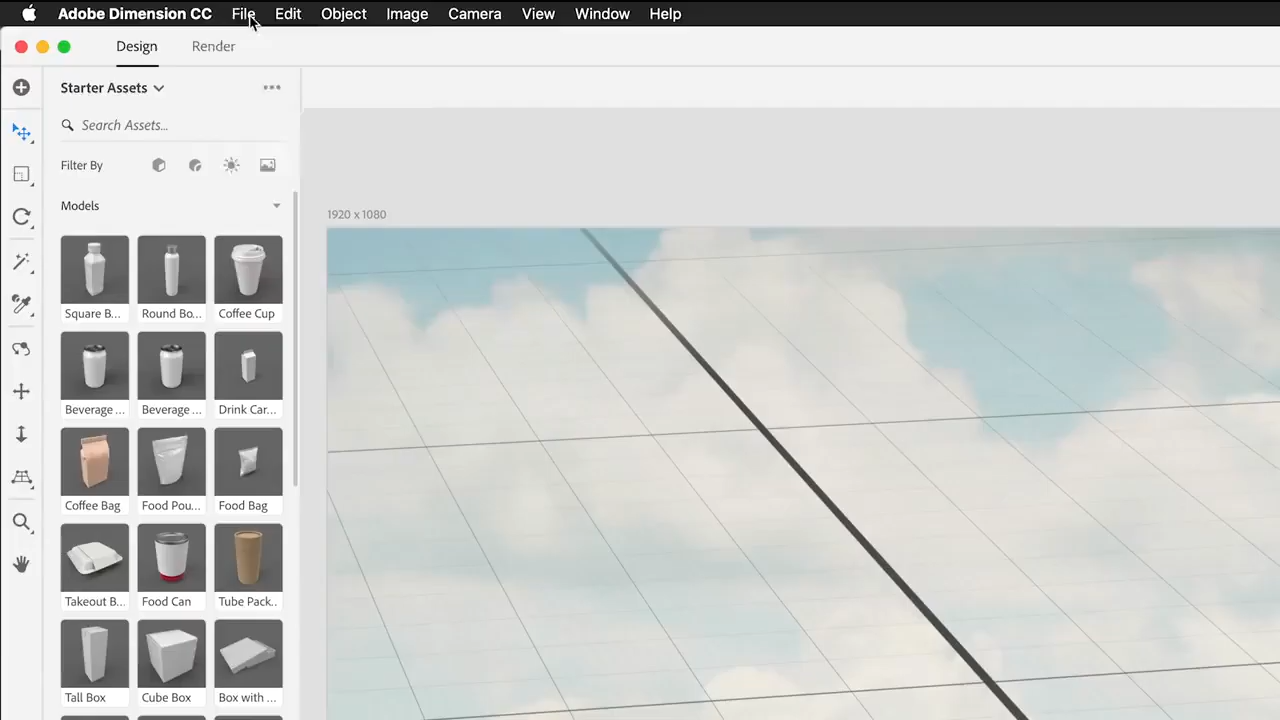 Adobe Dimension CC File Edit Object Image Camera View Window Help
Design Render
Starter Assets
Search Assets...
Filter By
Models
1920 x 1080
Square B... Round Bo... Coffee Cup
Beverage ... Beverage ... Drink Car...
Coffee Bag Food Pou... Food Bag
Takeout B... Food Can Tube Pack..
Tall Box Cube Box Box with ...